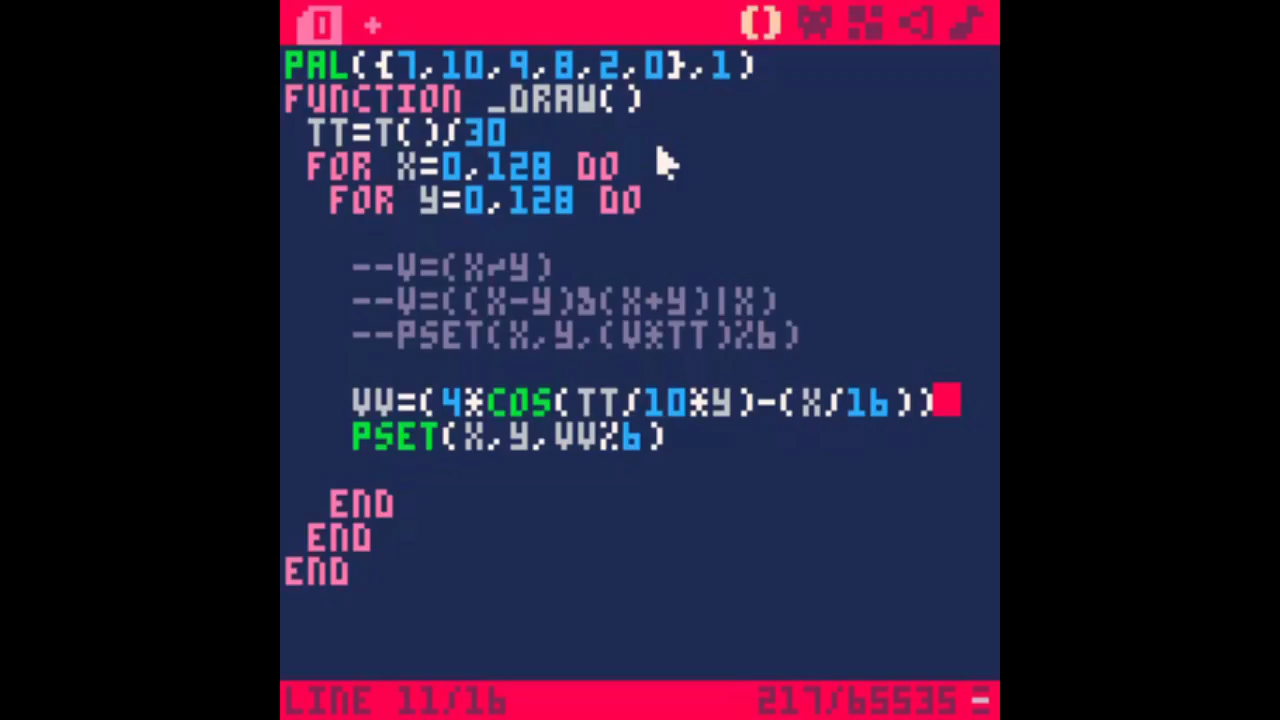 0 +
PAL({7,10,9,8,2,0},1)
FUNCTION _DRAW()
TT=T()/30
FOR X=0,128 DO
FOR Y=0,128 DO
--V=(X≠Y)
--V=((X-Y)&(X+Y)|X)
--PSET(X,Y,(V*TT)%6)
VV=(4*COS(TT/10*Y)-(X/16))
PSET(X,Y,VV%6)
END
END
END
LINE 11/16 217/65535